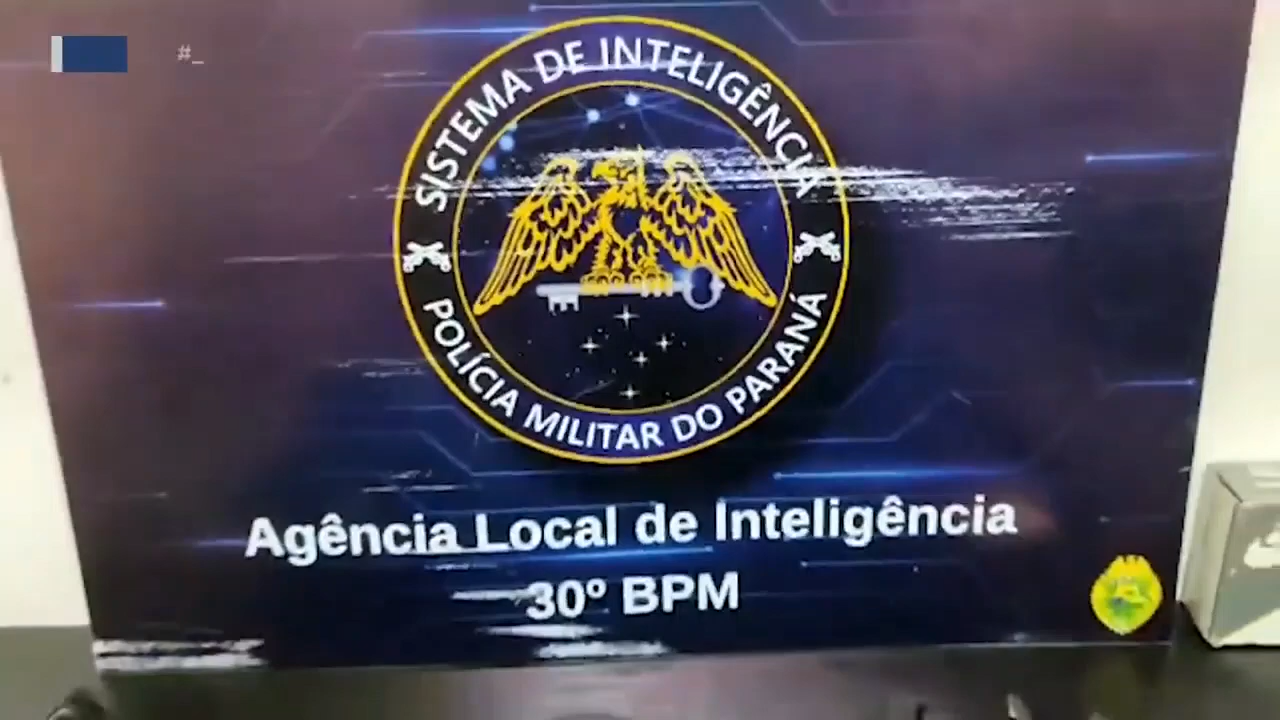 #_
SISTEMA DE INTELIGÊNCIA
POLÍCIA MILITAR DO PARANÁ
Agência Local de Inteligência
30º BPM